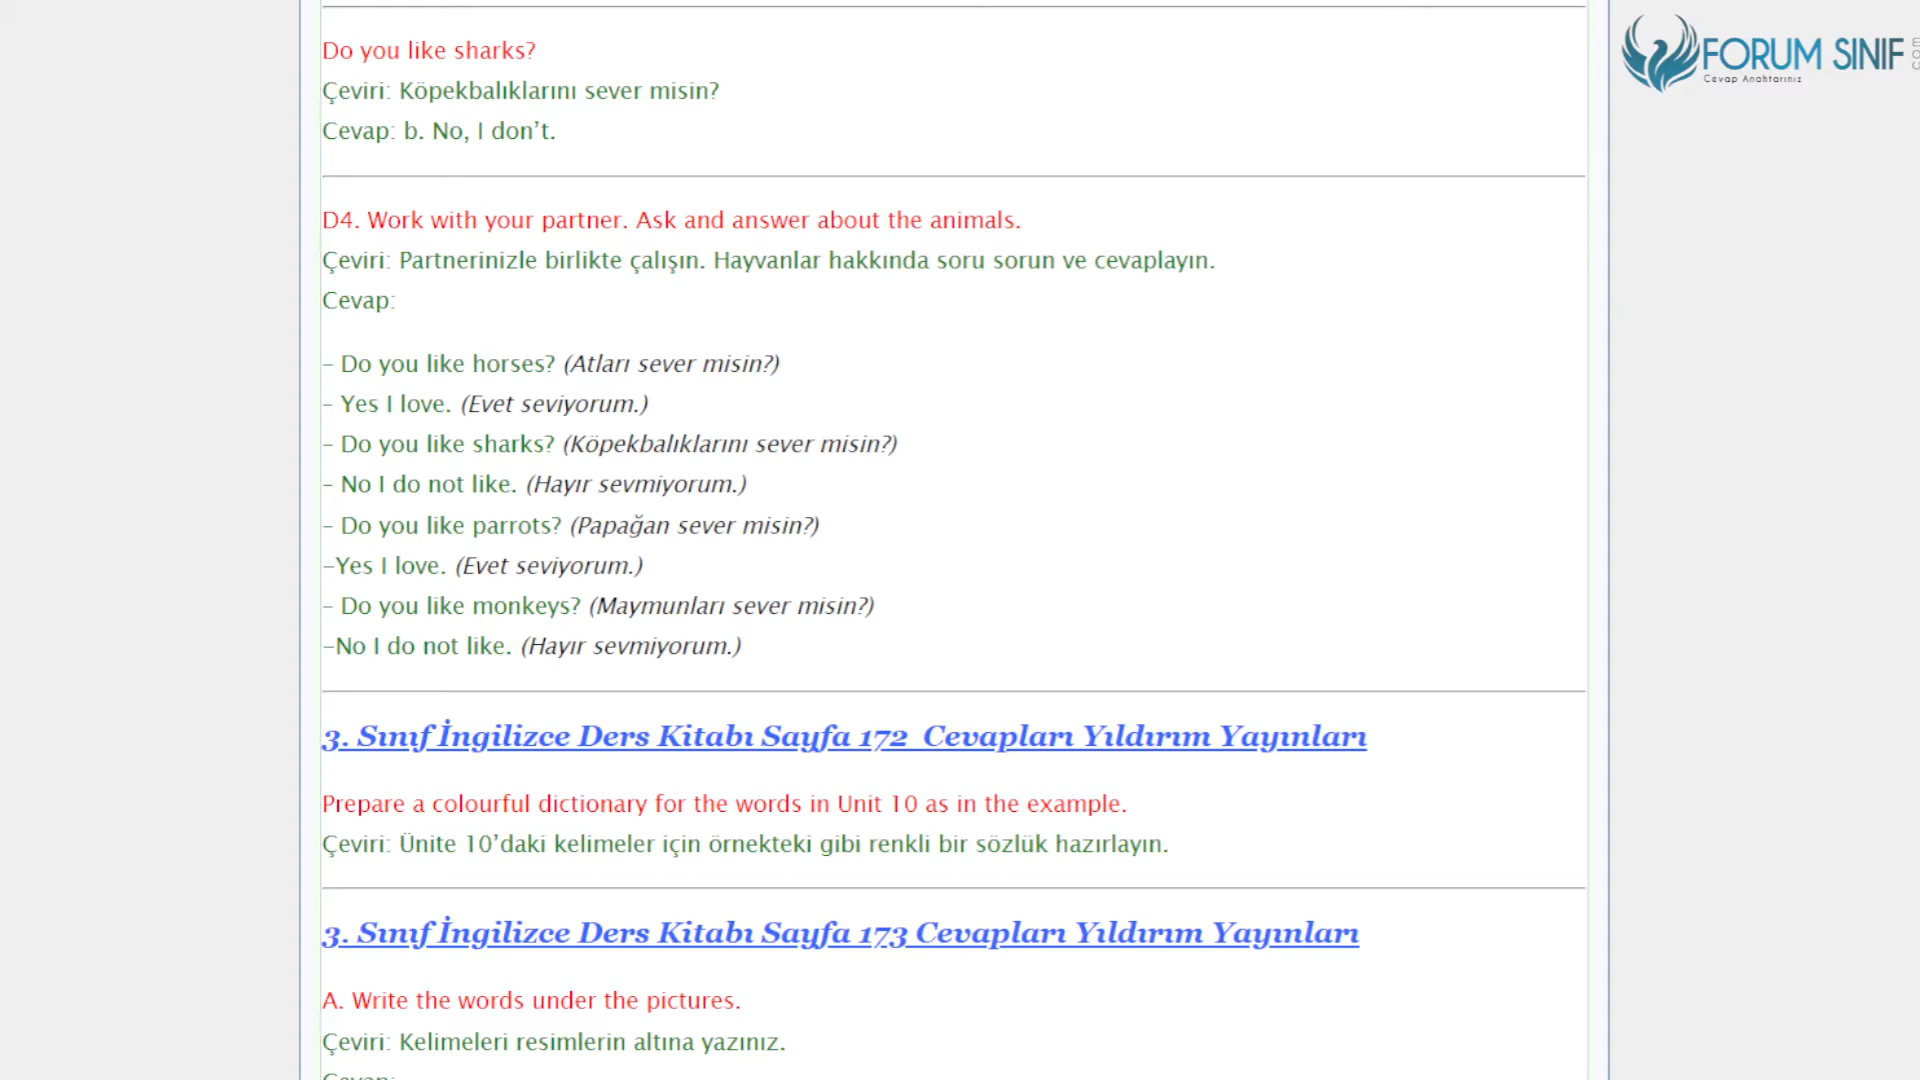 Do you like sharks?
Çeviri: Köpekbalıklarını sever misin?
Cevap: b. No, I don’t.
D4. Work with your partner. Ask and answer about the animals.
Çeviri: Partnerinizle birlikte çalışın. Hayvanlar hakkında soru sorun ve cevaplayın.
Cevap:
– Do you like horses? (Atları sever misin?)
– Yes I love. (Evet seviyorum.)
– Do you like sharks? (Köpekbalıklarını sever misin?)
– No I do not like. (Hayır sevmiyorum.)
– Do you like parrots? (Papağan sever misin?)
–Yes I love. (Evet seviyorum.)
– Do you like monkeys? (Maymunları sever misin?)
–No I do not like. (Hayır sevmiyorum.)
3. Sınıf İngilizce Ders Kitabı Sayfa 172  Cevapları Yıldırım Yayınları
Prepare a colourful dictionary for the words in Unit 10 as in the example.
Çeviri: Ünite 10’daki kelimeler için örnekteki gibi renkli bir sözlük hazırlayın.
3. Sınıf İngilizce Ders Kitabı Sayfa 173 Cevapları Yıldırım Yayınları
A. Write the words under the pictures.
Çeviri: Kelimeleri resimlerin altına yazınız.
Cevap:
FORUM SINIF
Cevap Anahtarınız